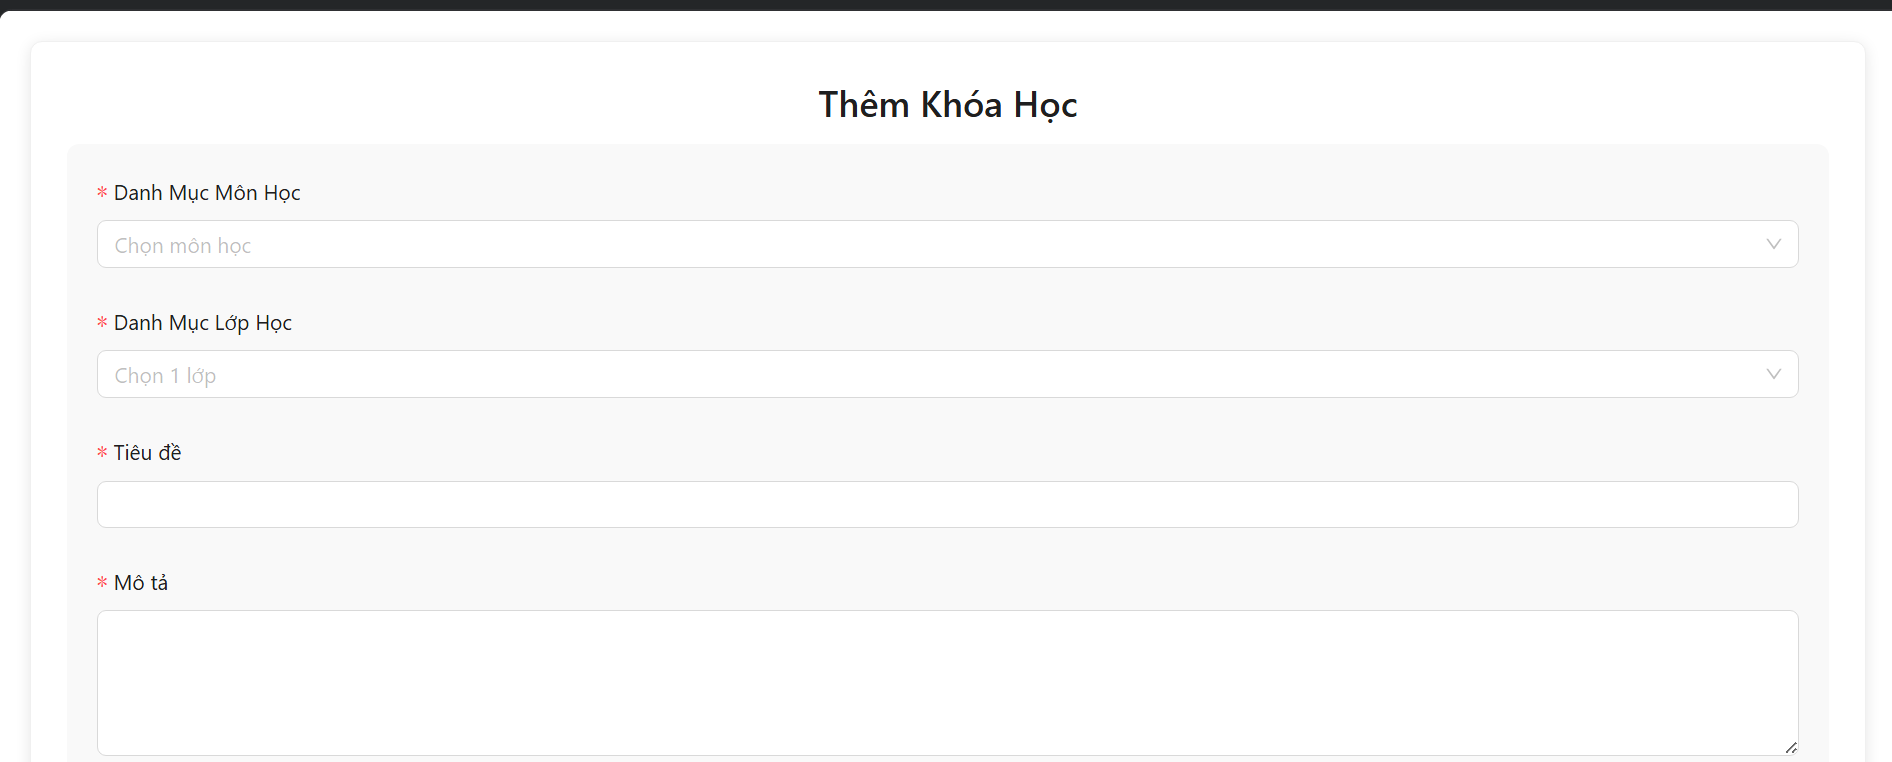 Thêm Khóa Học
* Danh Mục Môn Học
Chọn môn học
* Danh Mục Lớp Học
Chọn 1 lớp
* Tiêu đề
* Mô tả